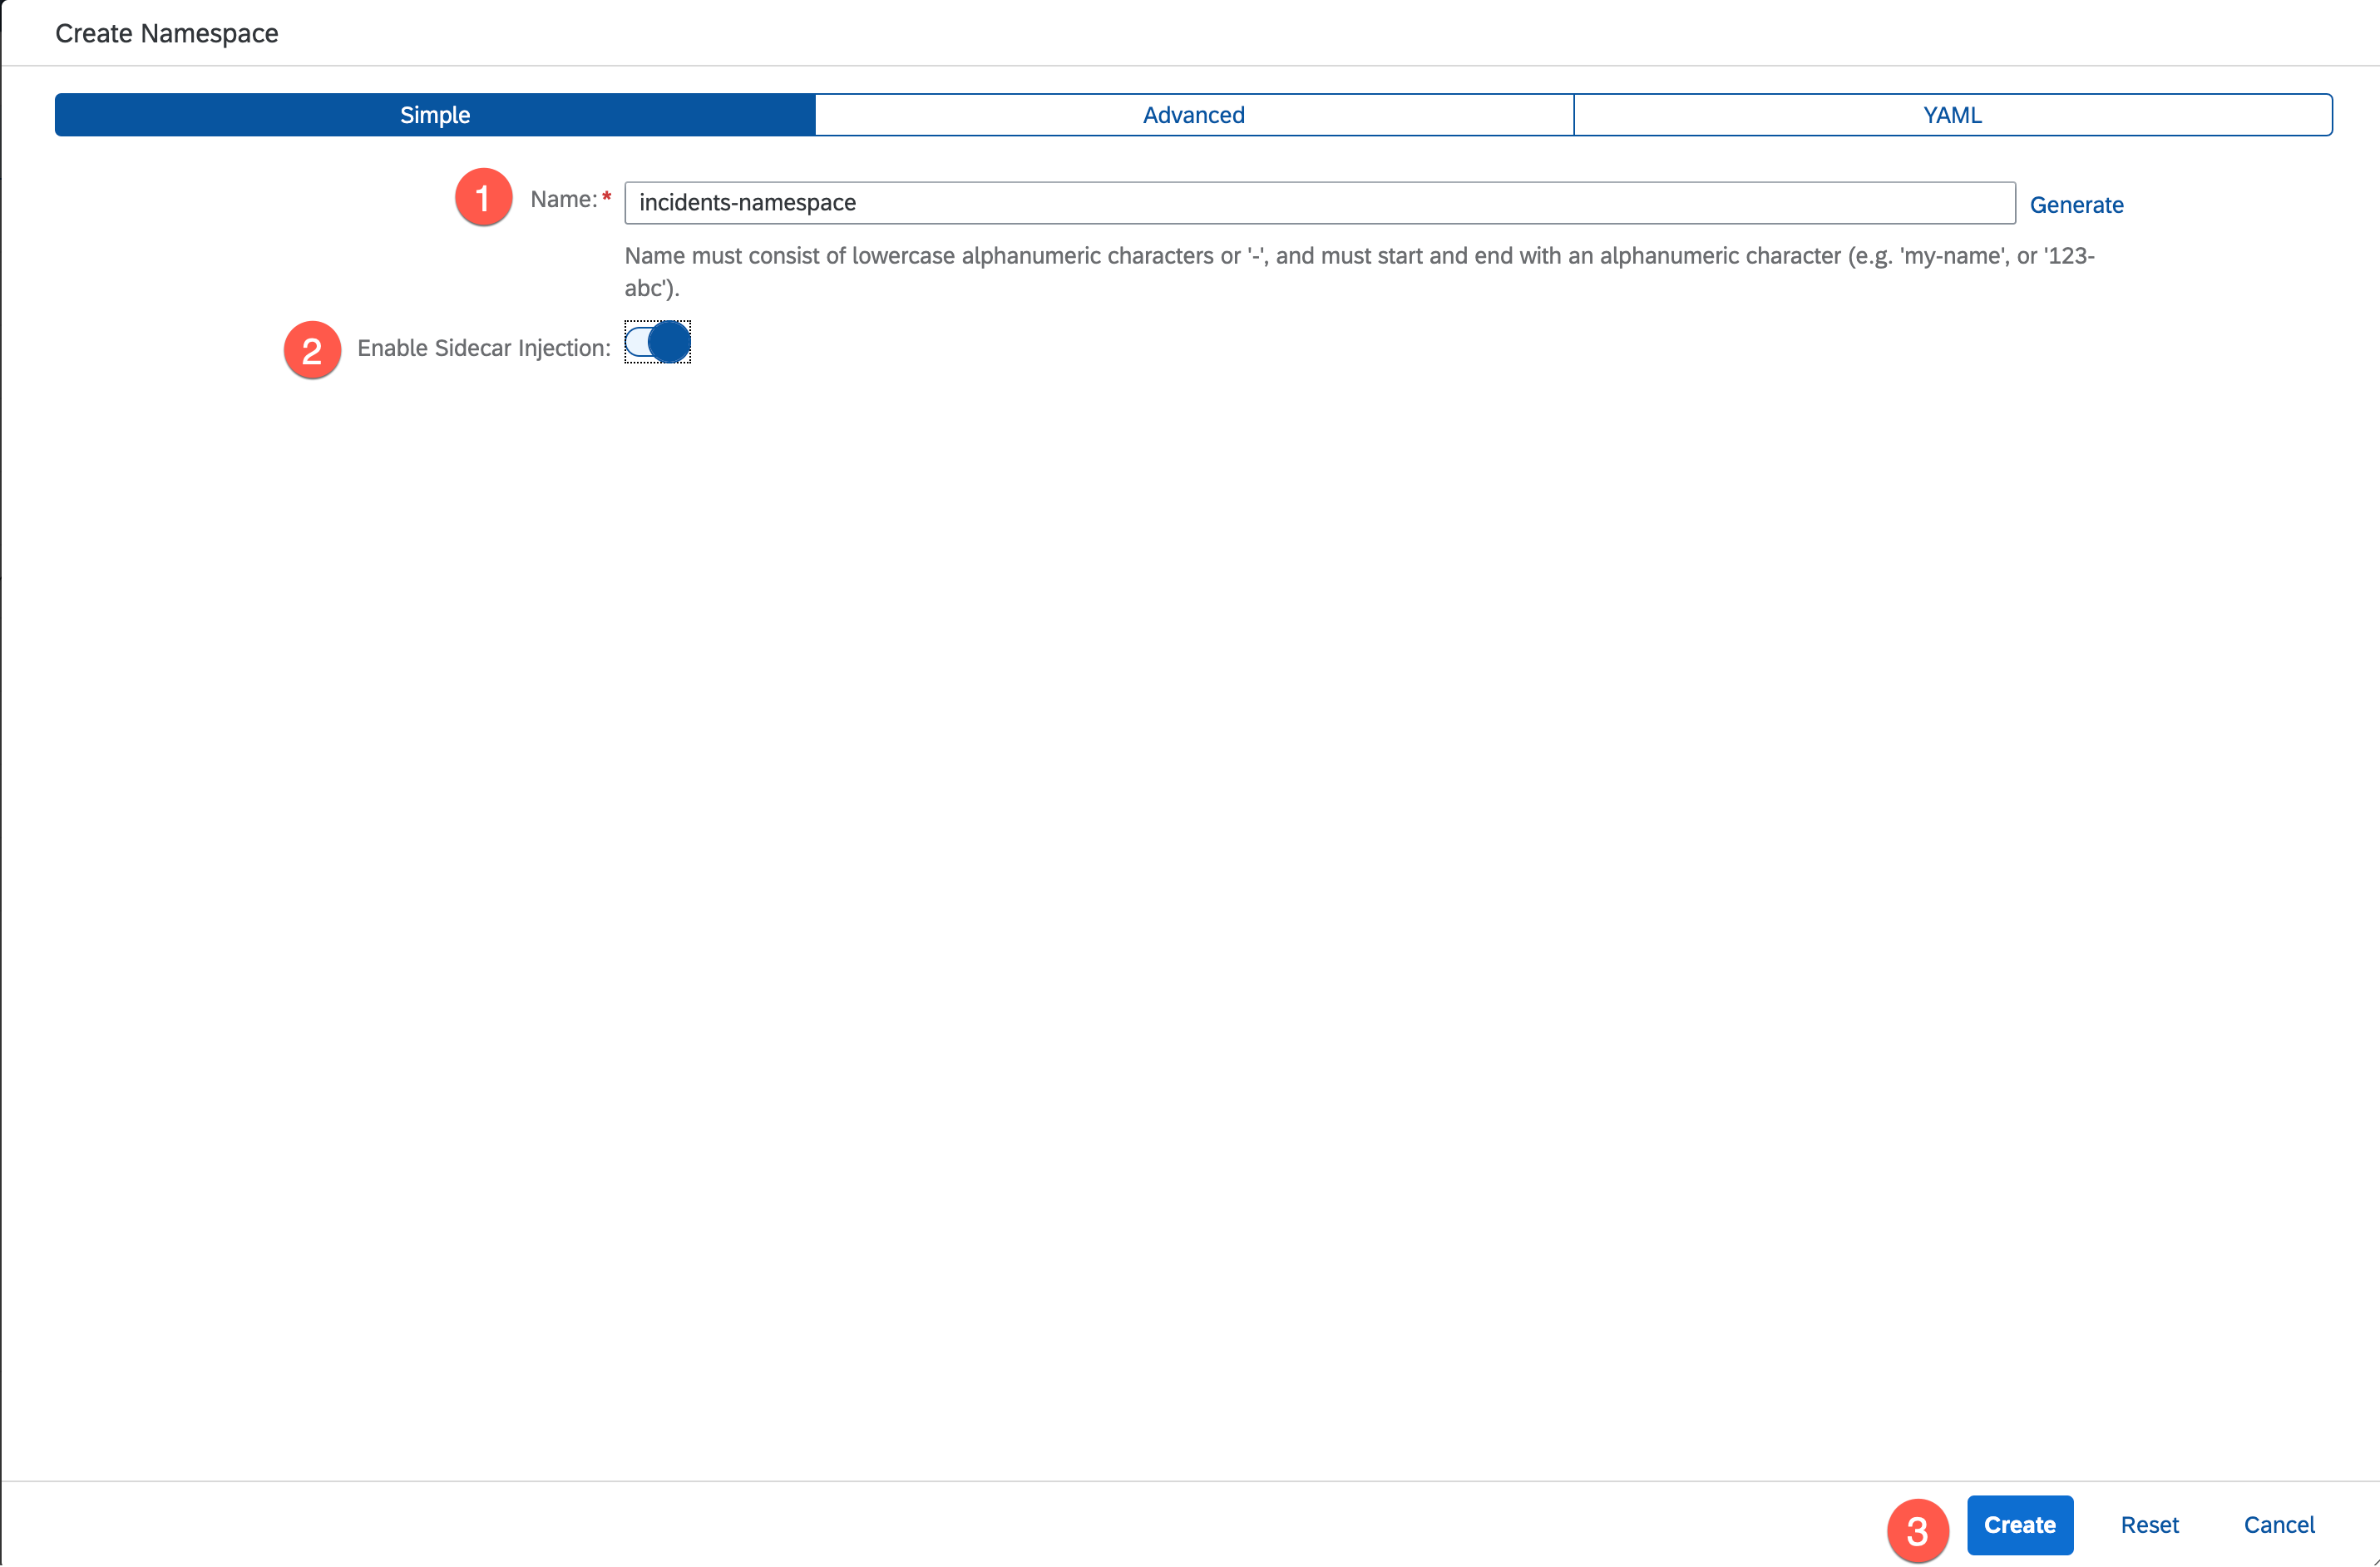 Create Namespace
Simple Advanced YAML
1 Name:* incidents-namespace Generate
Name must consist of lowercase alphanumeric characters or '-', and must start and end with an alphanumeric character (e.g. 'my-name', or '123-
abc').
2 Enable Sidecar Injection:
3 Create Reset Cancel